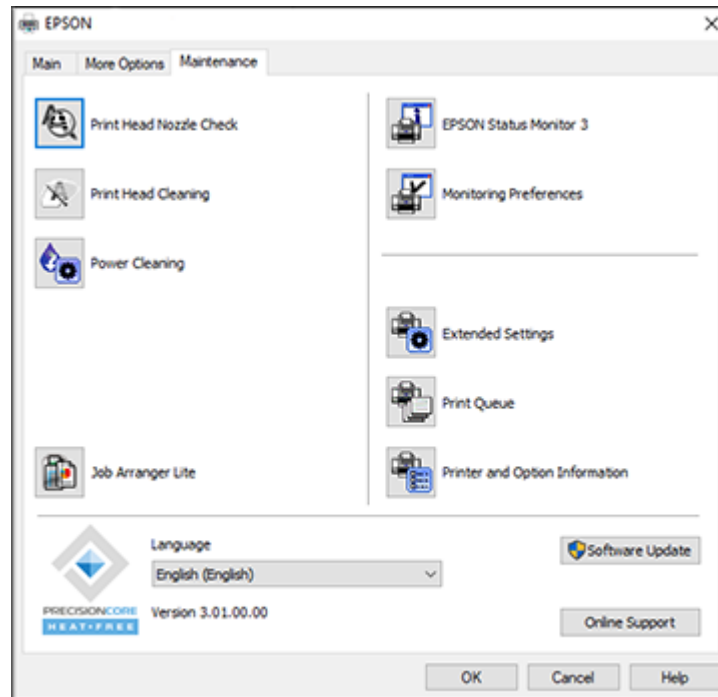 EPSON
Main
More Options
Maintenance
Print Head Nozzle Check
Print Head Cleaning
Power Cleaning
Job Arranger Lite
EPSON Status Monitor 3
Monitoring Preferences
Extended Settings
Print Queue
Printer and Option Information
PRECISIONCORE
HEAT-FREE
Language
English (English)
Version 3.01.00.00
Software Update
Online Support
OK
Cancel
Help